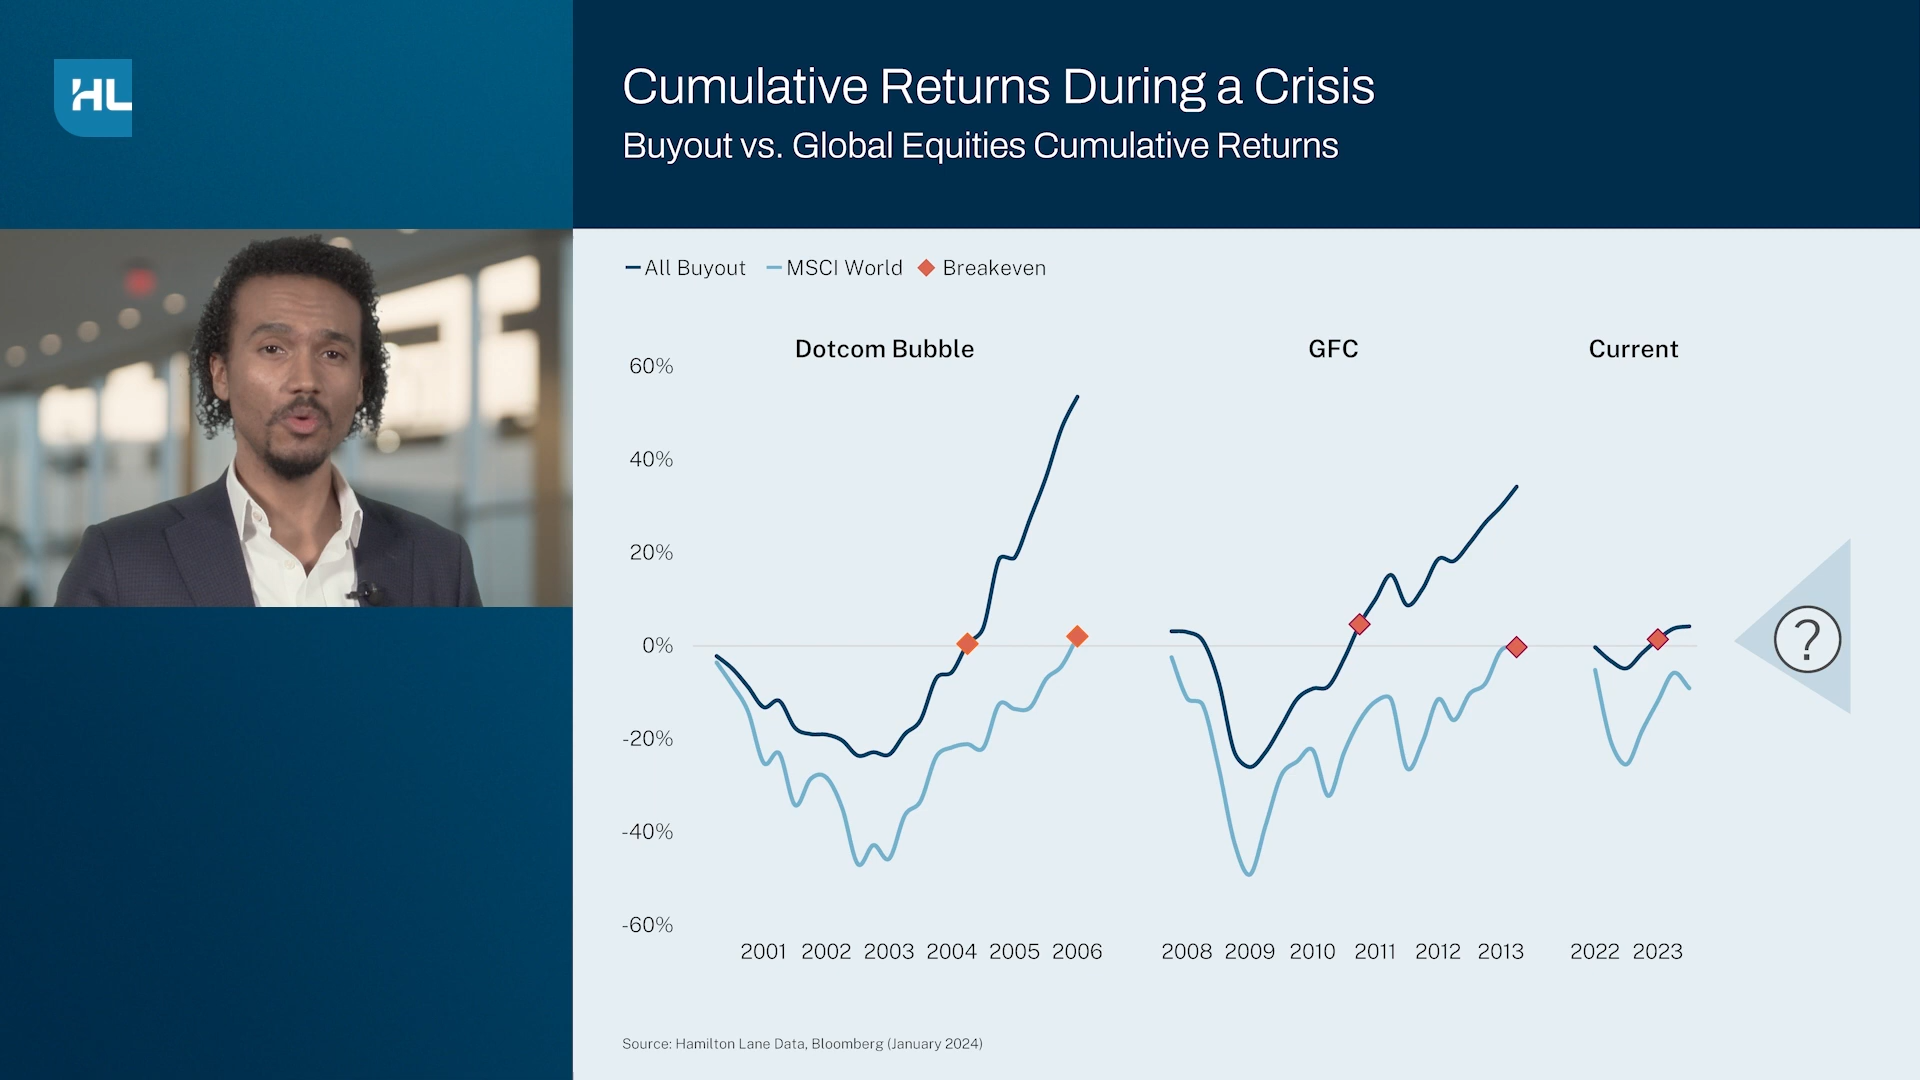 HL
Cumulative Returns During a Crisis
Buyout vs. Global Equities Cumulative Returns
All Buyout MSCI World Breakeven
Dotcom Bubble GFC Current
60%
40%
20%
0%
-20%
-40%
-60%
?
2001 2002 2003 2004 2005 2006 2008 2009 2010 2011 2012 2013 2022 2023
Source: Hamilton Lane Data, Bloomberg (January 2024)